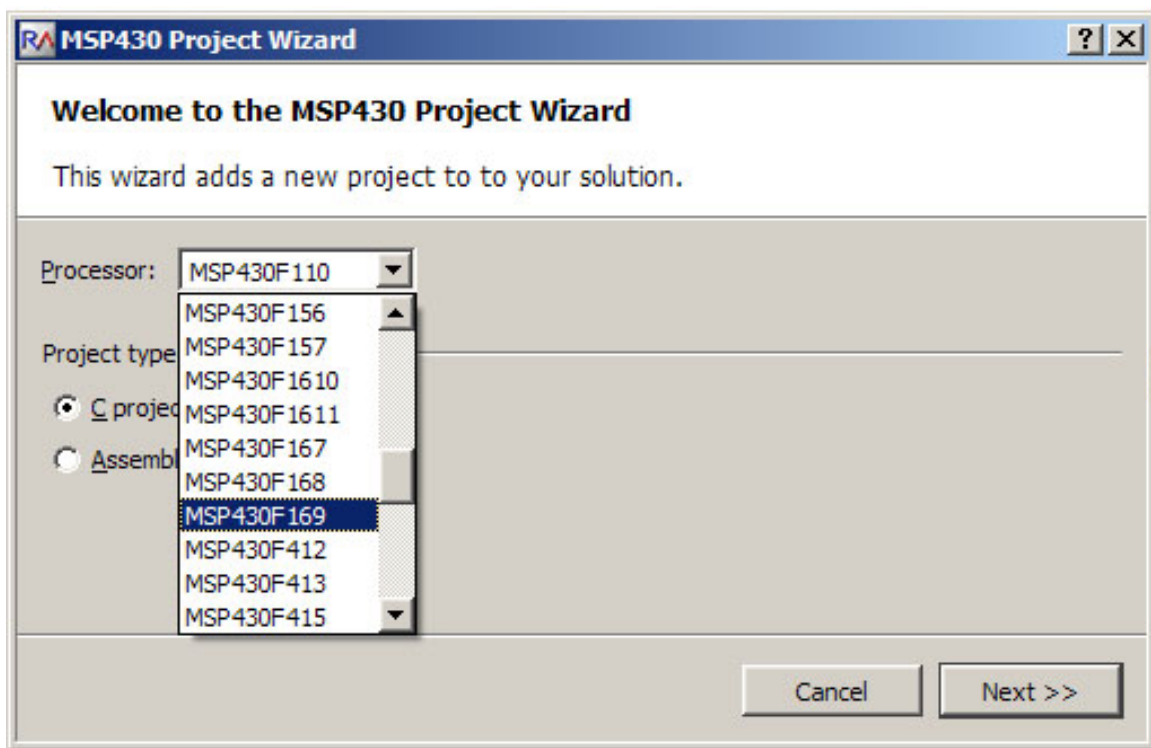 RA MSP430 Project Wizard ? X
Welcome to the MSP430 Project Wizard
This wizard adds a new project to to your solution.
Processor: MSP430F110
MSP430F156
MSP430F157
MSP430F1610
MSP430F1611
MSP430F167
MSP430F168
MSP430F169
MSP430F412
MSP430F413
MSP430F415
Project type
C projec
Assembl
Cancel Next >>